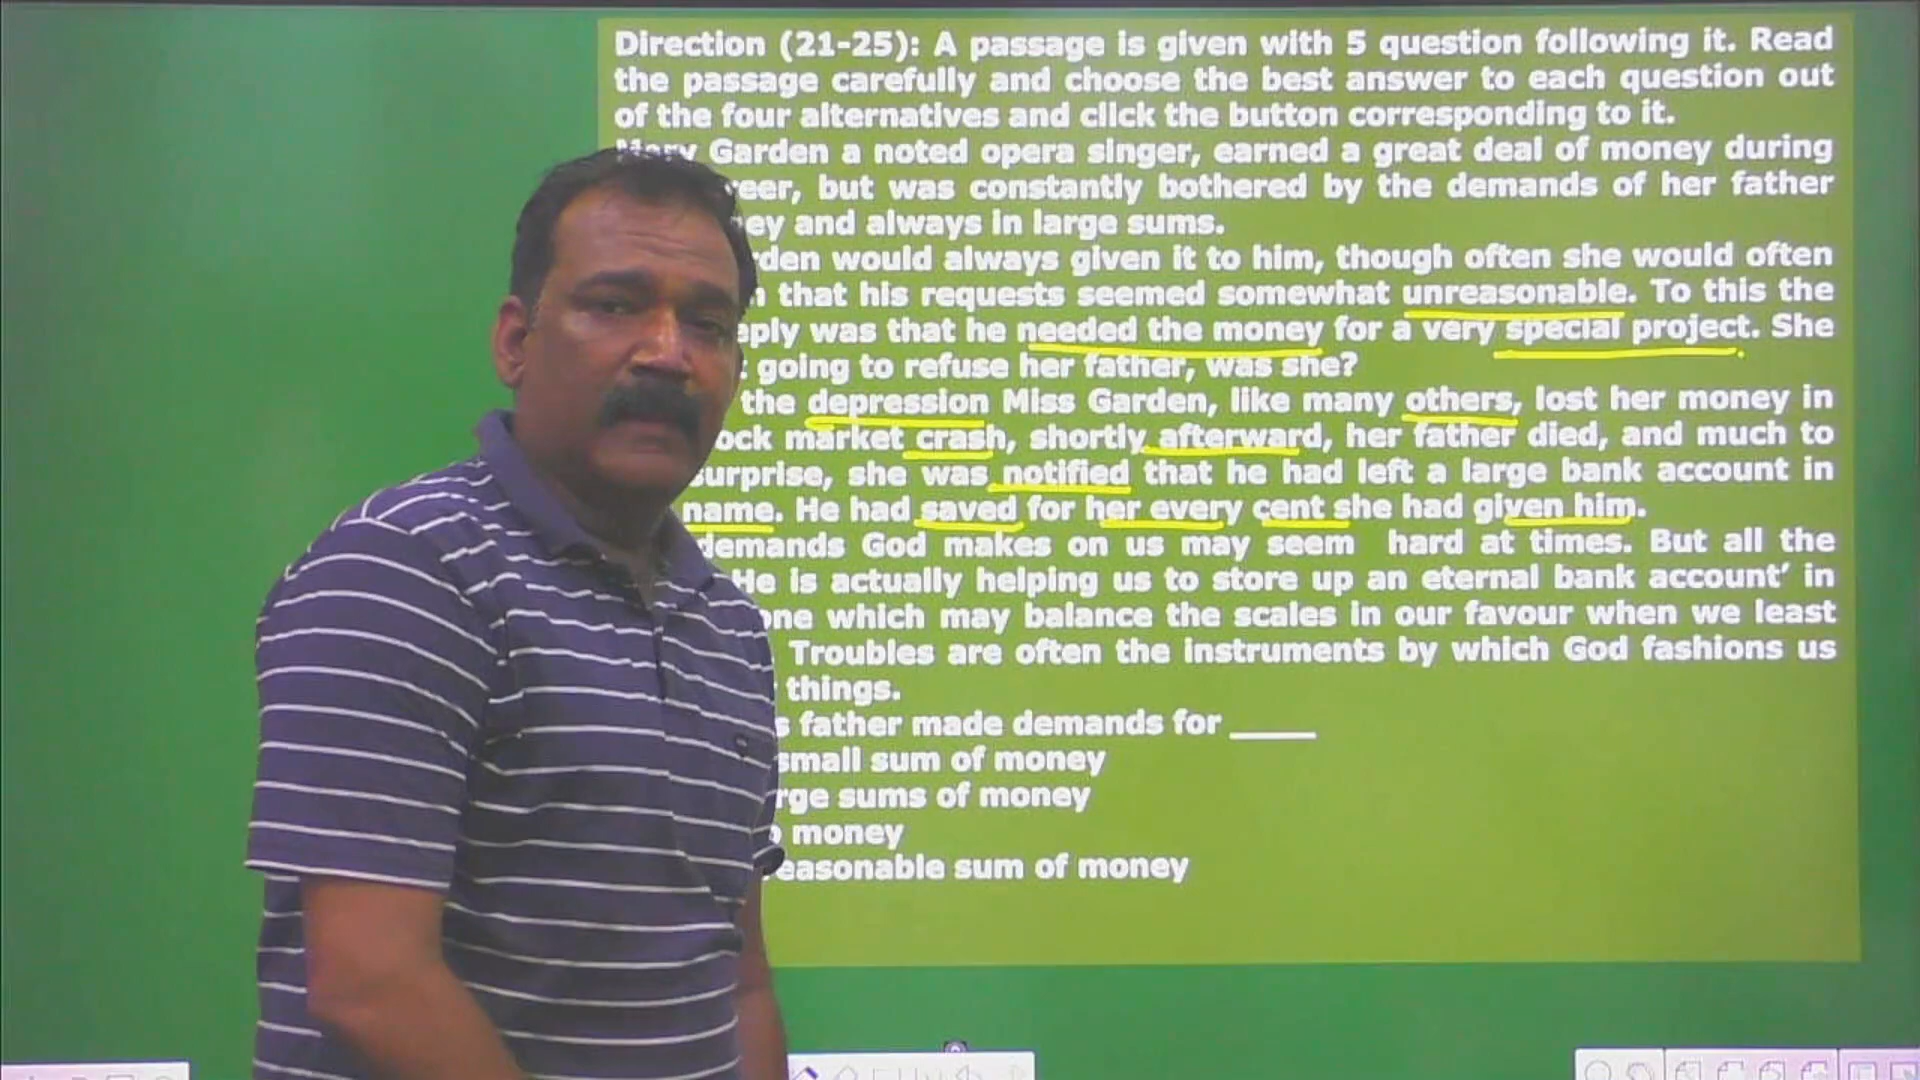 Direction (21-25): A passage is given with 5 question following it. Read
the passage carefully and choose the best answer to each question out
of the four alternatives and click the button corresponding to it.
Mary Garden a noted opera singer, earned a great deal of money during
but was constantly bothered by the demands of her father
and always in large sums.
would always given it to him, though often she would often
that his requests seemed somewhat unreasonable. To this the
was that he needed the money for a very special project. She
going to refuse her father, was she?
the depression Miss Garden, like many others, lost her money in
market crash, shortly afterward, her father died, and much to
surprise, she was notified that he had left a large bank account in
name. He had saved for her every cent she had given him.
demands God makes on us may seem hard at times. But all the
He is actually helping us to store up an eternal bank account’ in
one which may balance the scales in our favour when we least
Troubles are often the instruments by which God fashions us
things.
father made demands for ____
small sum of money
sums of money
money
sum of money